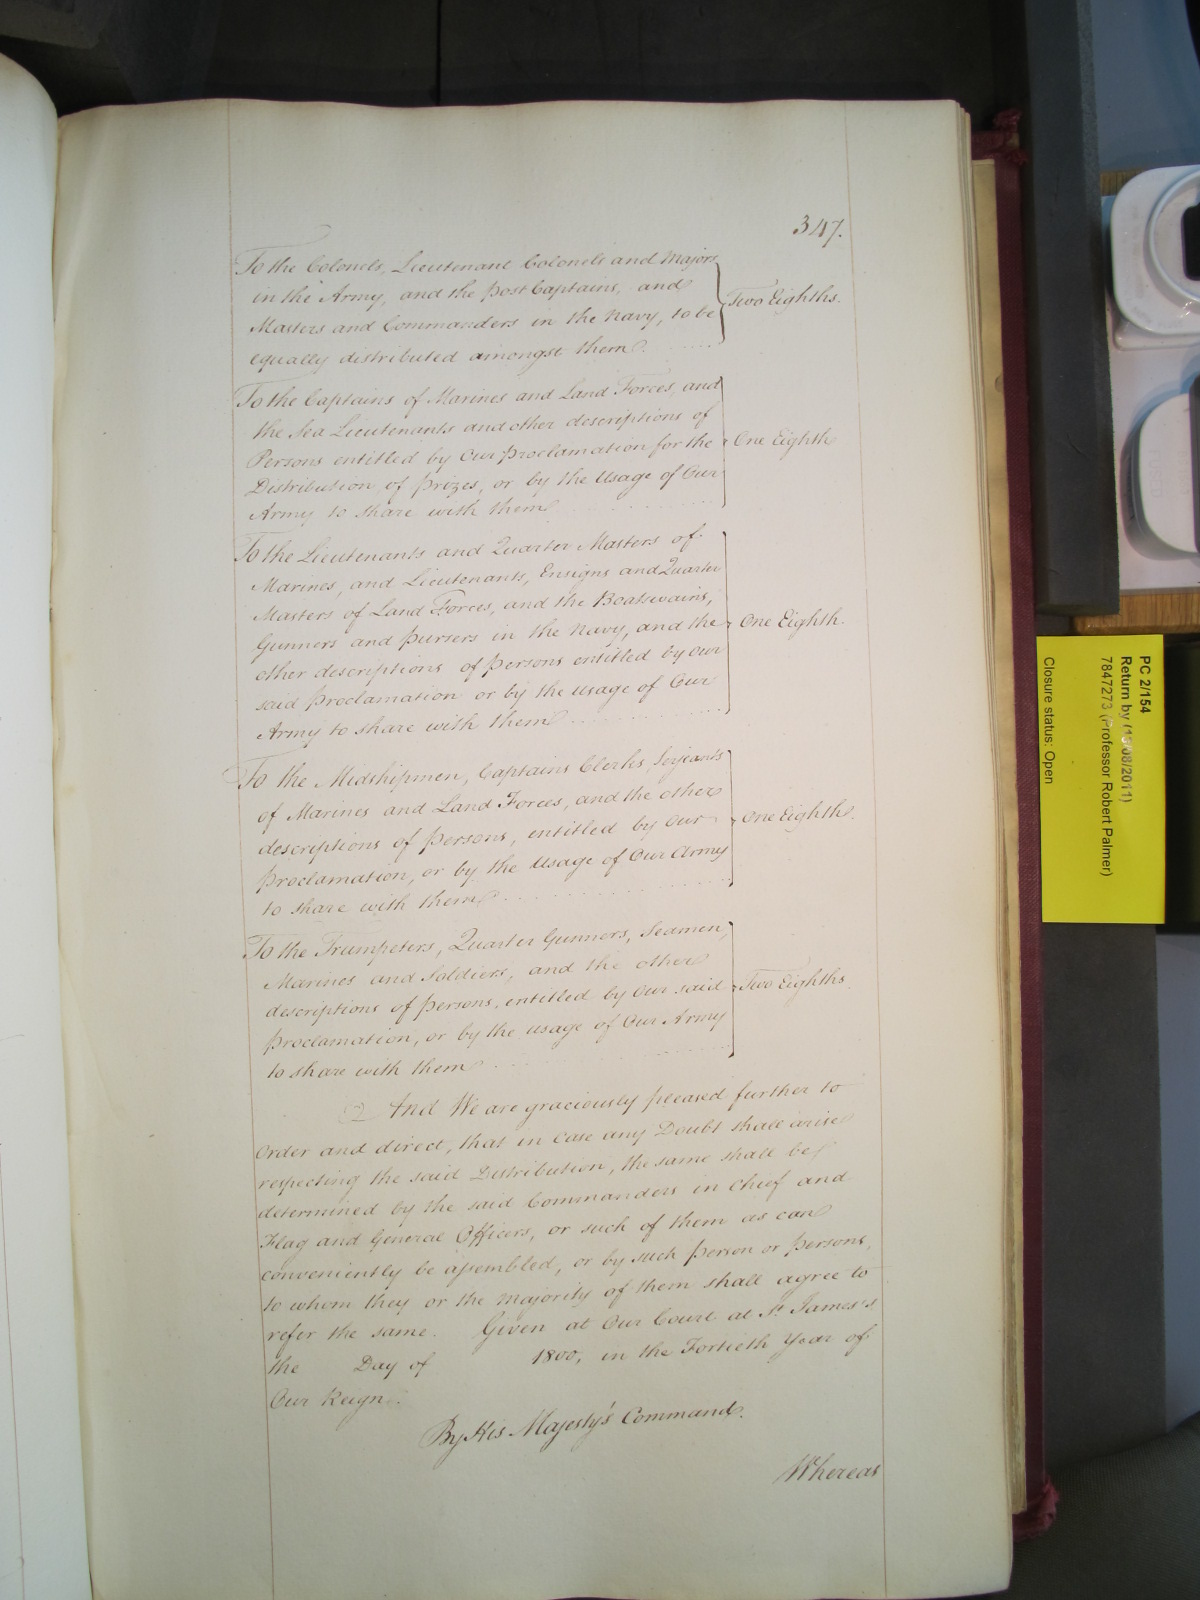 347.
To the Colonels, Lieutenant Colonels and Majors
in the Army, and the Post Captains, and
Masters and Commanders in the Navy, to be
equally distributed amongst them.
Two Eighths.
To the Captains of Marines and Land Forces, and
the Sea Lieutenants and other descriptions of
Persons entitled by Our Proclamation for the
Distribution of Prizes, or by the Usage of Our
Army to share with them
One Eighth
To the Lieutenants and Quarter Masters of
Marines, and Lieutenants, Ensigns and Quarter
Masters of Land Forces, and the Boatswains,
Gunners and Pursers in the Navy, and the
other descriptions of Persons entitled by Our
said Proclamation or by the Usage of Our
Army to share with them
One Eighth.
To the Midshipmen, Captains Clerks, Serjeants
of Marines and Land Forces, and the other
descriptions of Persons, entitled by Our
Proclamation, or by the Usage of Our Army
to share with them
One Eighth.
To the Trumpeters, Quarter Gunners, Seamen,
Marines and Soldiers, and the other
descriptions of Persons, entitled by Our said
Proclamation, or by the usage of Our Army
to share with them
Two Eighths.
And We are graciously pleased further to
Order and direct, that in case any Doubt shall arise
respecting the said Distribution, the same shall be
determined by the said Commanders in Chief and
Flag and General Officers, or such of them as can
conveniently be assembled, or by such Person or Persons,
to whom they or the Majority of them shall agree to
refer the same. Given at Our Court at St. James's
the Day of 1800, in the Fortieth Year of
Our Reign.
By His Majesty's Command.
Whereas
PC 2/154
Return by (19/08/2011)
7847273 (Professor Robert Palmer)
Closure status: Open